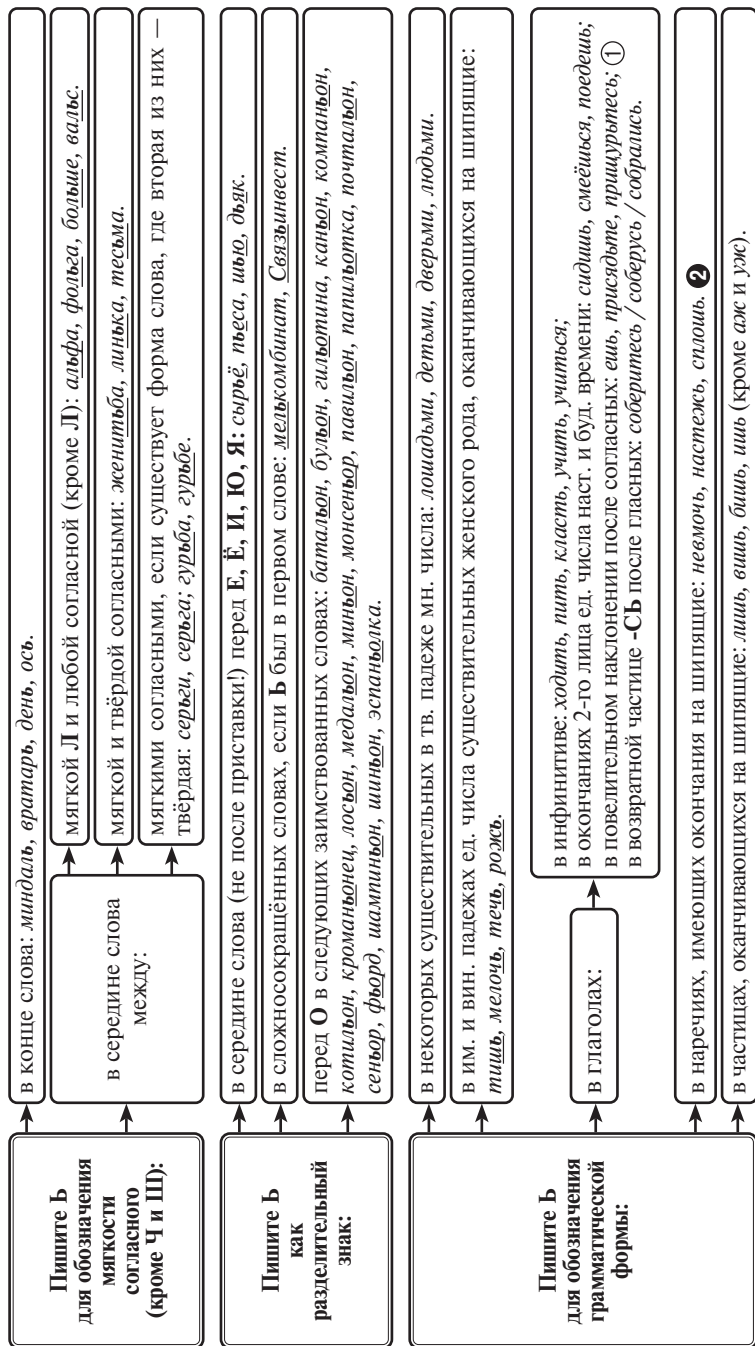 Пишите Ь
для обозначения
мягкости
согласного
(кроме Ч и Щ):
в конце слова: миндаль, вратарь, день, ось.
в середине слова
между:
мягкой Л и любой согласной (кроме Л): альфа, фольга, больше, вальс.
мягкой и твёрдой согласными: женитьба, линька, тесьма.
мягкими согласными, если существует форма слова, где вторая из них —
твёрдая: серьги, серьга; гурьба, гурьбе.
Пишите Ь
как
разделительный
знак:
в середине слова (не после приставки!) перед Е, Ё, И, Ю, Я: сырьё, пьеса, шью, дьяк.
в сложносокращённых словах, если Ь был в первом слове: мелькомбинат, Связьинвест.
перед О в следующих заимствованных словах: батальон, бульон, гильотина, каньон, компаньон,
котильон, кроманьонец, лосьон, медальон, миньон, монсеньор, павильон, папильотка, почтальон,
сеньор, фьорд, шампиньон, шиньон, эспаньолка.
Пишите Ь
для обозначения
грамматической
формы:
в некоторых существительных в тв. падеже мн. числа: лошадьми, детьми, дверьми, людьми.
в им. и вин. падежах ед. числа существительных женского рода, оканчивающихся на шипящие:
тишь, мелочь, течь, рожь.
в глаголах:
в инфинитиве: ходить, пить, класть, учить, учиться;
в окончаниях 2-го лица ед. числа наст. и буд. времени: сидишь, смеёшься, поедешь;
в повелительном наклонении после согласных: ешь, присядьте, прищурьтесь; ①
в возвратной частице -СЬ после гласных: соберитесь / соберусь / собрались.
в наречиях, имеющих окончания на шипящие: невмочь, настежь, сплошь. ❷
в частицах, оканчивающихся на шипящие: лишь, вишь, бишь, ишь (кроме аж и уж).